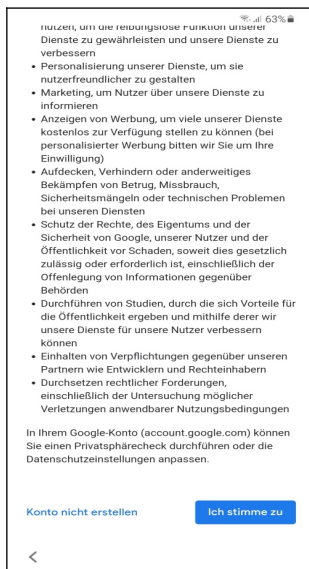 63%
nutzen, um die reibungslose Funktion unserer
Dienste zu gewährleisten und unsere Dienste zu
verbessern
• Personalisierung unserer Dienste, um sie
nutzerfreundlicher zu gestalten
• Marketing, um Nutzer über unsere Dienste zu
informieren
• Anzeigen von Werbung, um viele unserer Dienste
kostenlos zur Verfügung stellen zu können (bei
personalisierter Werbung bitten wir Sie um Ihre
Einwilligung)
• Aufdecken, Verhindern oder anderweitiges
Bekämpfen von Betrug, Missbrauch,
Sicherheitsmängeln oder technischen Problemen
bei unseren Diensten
• Schutz der Rechte, des Eigentums und der
Sicherheit von Google, unserer Nutzer und der
Öffentlichkeit vor Schaden, soweit dies gesetzlich
zulässig oder erforderlich ist, einschließlich der
Offenlegung von Informationen gegenüber
Behörden
• Durchführen von Studien, durch die sich Vorteile für
die Öffentlichkeit ergeben und mithilfe derer wir
unsere Dienste für unsere Nutzer verbessern
können
• Einhalten von Verpflichtungen gegenüber unseren
Partnern wie Entwicklern und Rechteinhabern
• Durchsetzen rechtlicher Forderungen,
einschließlich der Untersuchung möglicher
Verletzungen anwendbarer Nutzungsbedingungen
In Ihrem Google-Konto (account.google.com) können
Sie einen Privatsphärecheck durchführen oder die
Datenschutzeinstellungen anpassen.
Konto nicht erstellen
Ich stimme zu